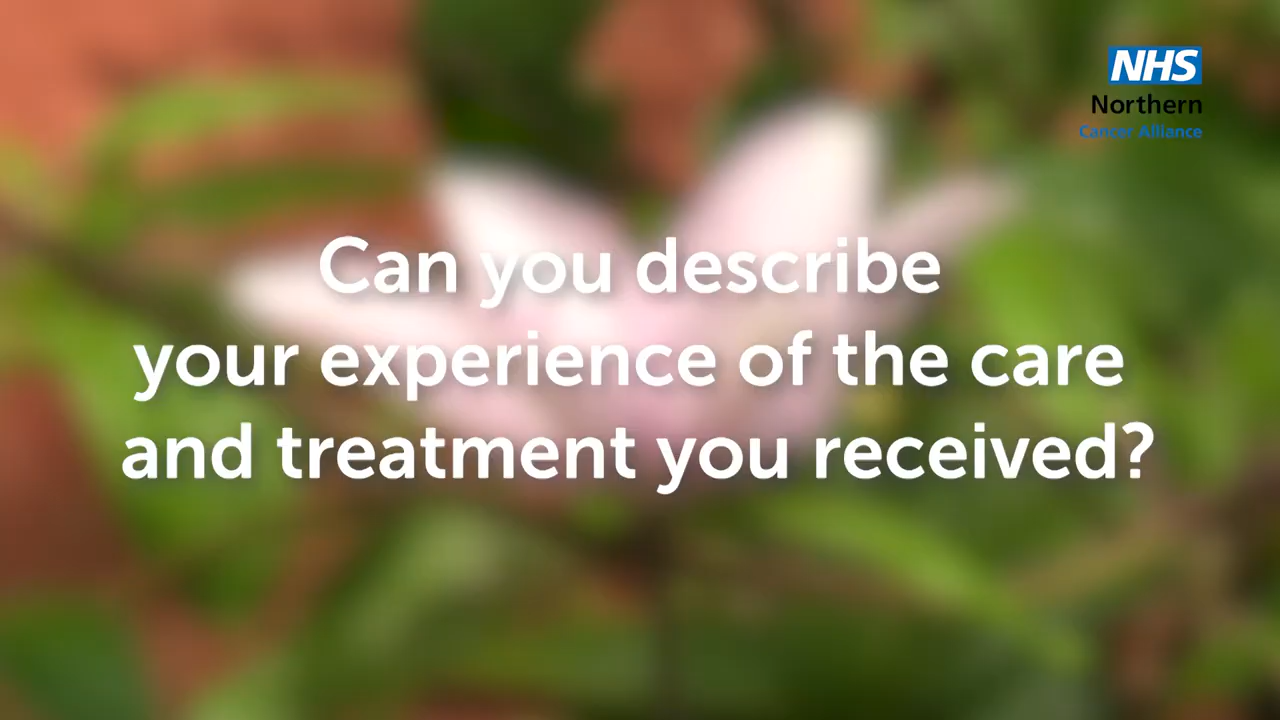 NHS
Northern
Cancer Alliance
Can you describe
your experience of the care
and treatment you received?